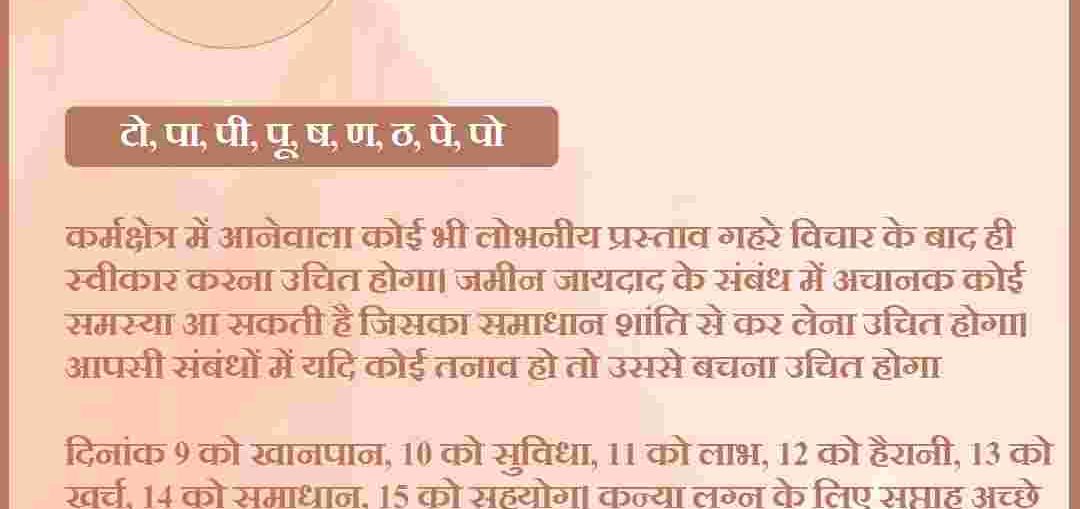 टो, पा, पी, पू, ष, ण, ठ, पे, पो
कर्मक्षेत्र में आनेवाला कोई भी लोभनीय प्रस्ताव गहरे विचार के बाद ही
स्वीकार करना उचित होगा। जमीन जायदाद के संबंध में अचानक कोई
समस्या आ सकती है जिसका समाधान शांति से कर लेना उचित होगा।
आपसी संबंधों में यदि कोई तनाव हो तो उससे बचना उचित होगा
दिनांक 9 को खानपान, 10 को सुविधा, 11 को लाभ, 12 को हैरानी, 13 को
खर्च, 14 को समाधान, 15 को सहयोग। कन्या लग्न के लिए सप्ताह अच्छे